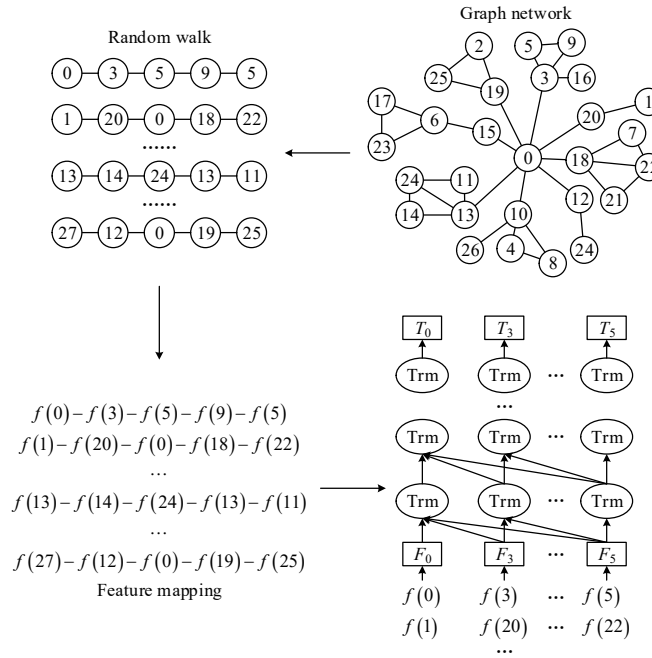 Random walk
0 3 5 9 5
1 20 0 18 22
......
13 14 24 13 11
......
27 12 0 19 25
Graph network
2 5 9
25 19 3 16
17 6 15 20 1
23 0 18 7
24 11 22
14 13 10 12 21
26 4 8 24
f(0)−f(3)−f(5)−f(9)−f(5)
f(1)−f(20)−f(0)−f(18)−f(22)
...
f(13)−f(14)−f(24)−f(13)−f(11)
...
f(27)−f(12)−f(0)−f(19)−f(25)
Feature mapping
T0 T3 T5
Trm Trm ... Trm
...
Trm Trm ... Trm
Trm Trm ... Trm
F0 F3 ... F5
f(0) f(3) ... f(5)
f(1) f(20) ... f(22)
...